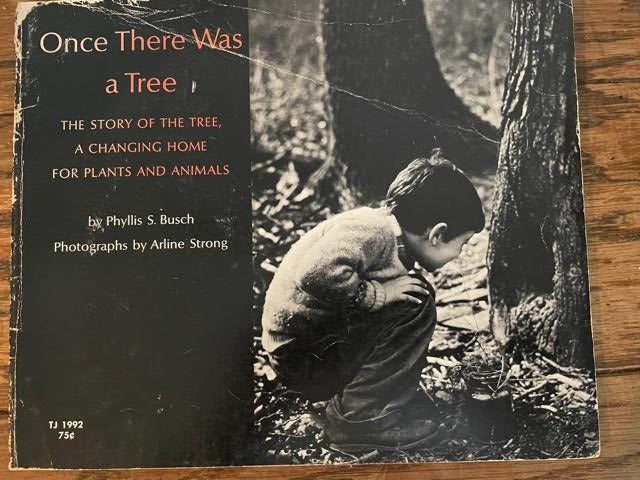 Once There Was
a Tree
THE STORY OF THE TREE,
A CHANGING HOME
FOR PLANTS AND ANIMALS
by Phyllis S. Busch
Photographs by Arline Strong
TJ 1992
75¢